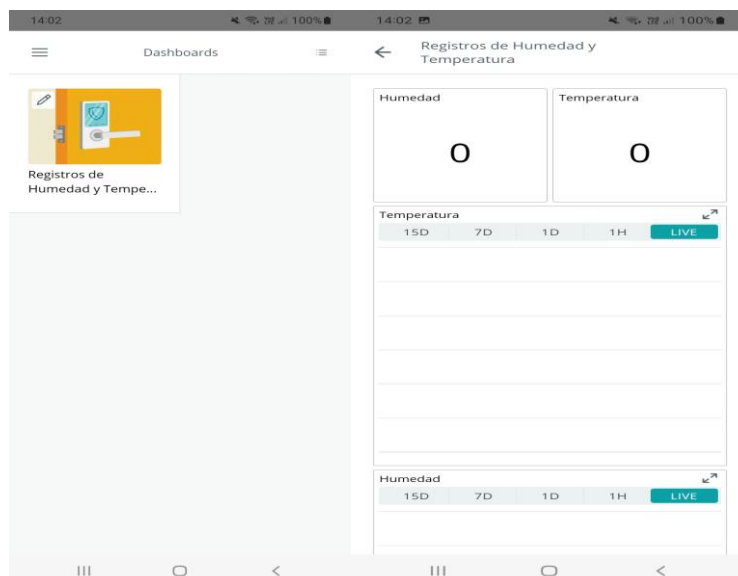 14:02
100%
Dashboards
Registros de
Humedad y Tempe...
14:02
100%
Registros de Humedad y
Temperatura
Humedad
Temperatura
0
0
Temperatura
15D 7D 1D 1H LIVE
Humedad
15D 7D 1D 1H LIVE